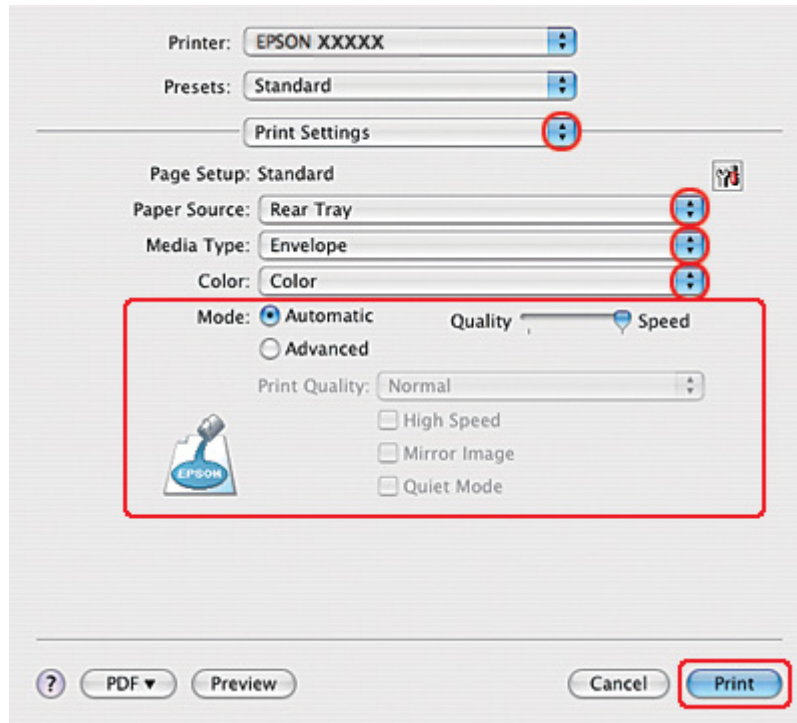 Printer: EPSON XXXXX
Presets: Standard
Print Settings
Page Setup: Standard
Paper Source: Rear Tray
Media Type: Envelope
Color: Color
Mode: Automatic Quality Speed
Advanced
Print Quality: Normal
High Speed
Mirror Image
EPSON
Quiet Mode
? PDF ▼ Preview Cancel Print